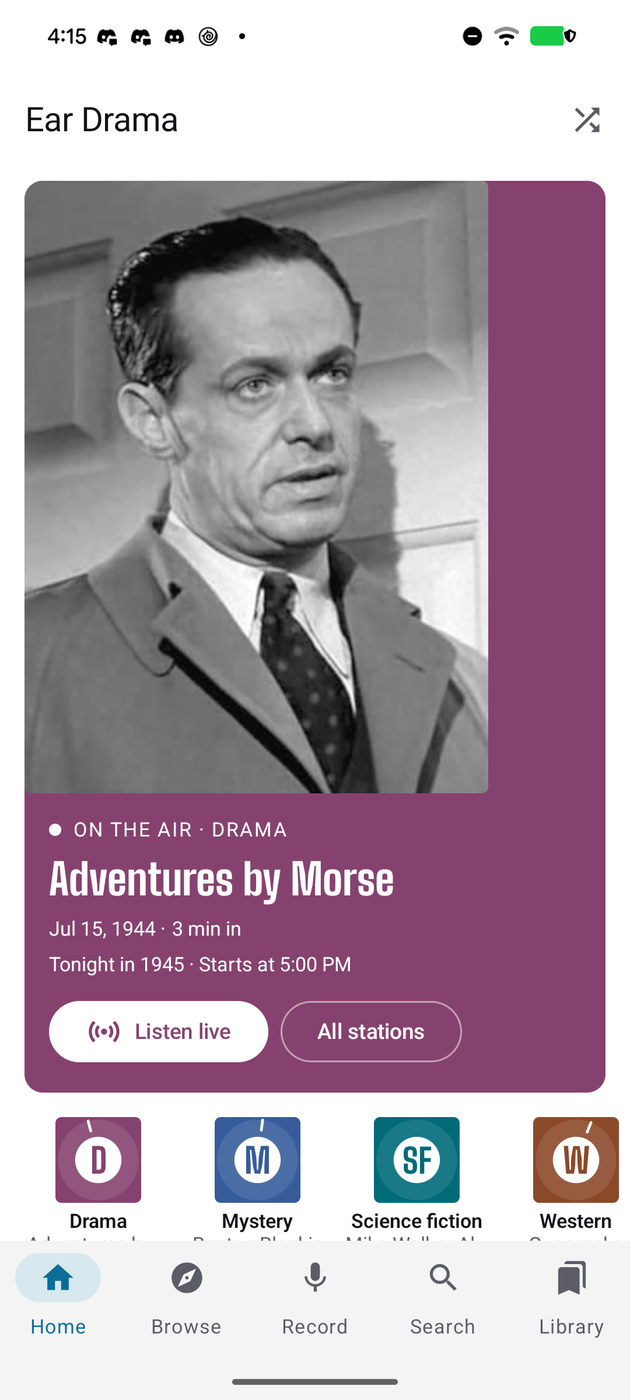 4:15
Ear Drama
ON THE AIR · DRAMA
Adventures by Morse
Jul 15, 1944 · 3 min in
Tonight in 1945 · Starts at 5:00 PM
Listen live
All stations
D
M
SF
W
Drama
Mystery
Science fiction
Western
Home
Browse
Record
Search
Library